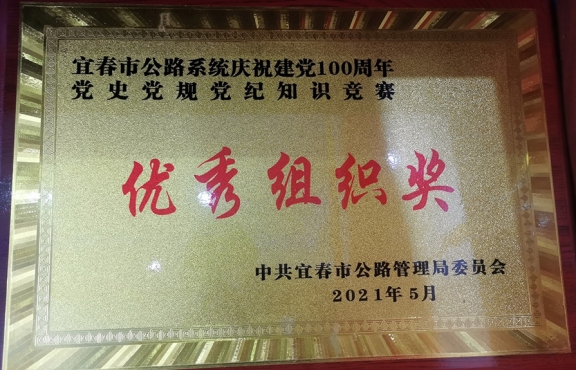 宜春市公路系统庆祝建党100周年
党史党规党纪知识竞赛
优秀组织奖
中共宜春市公路管理局委员会
2021年5月